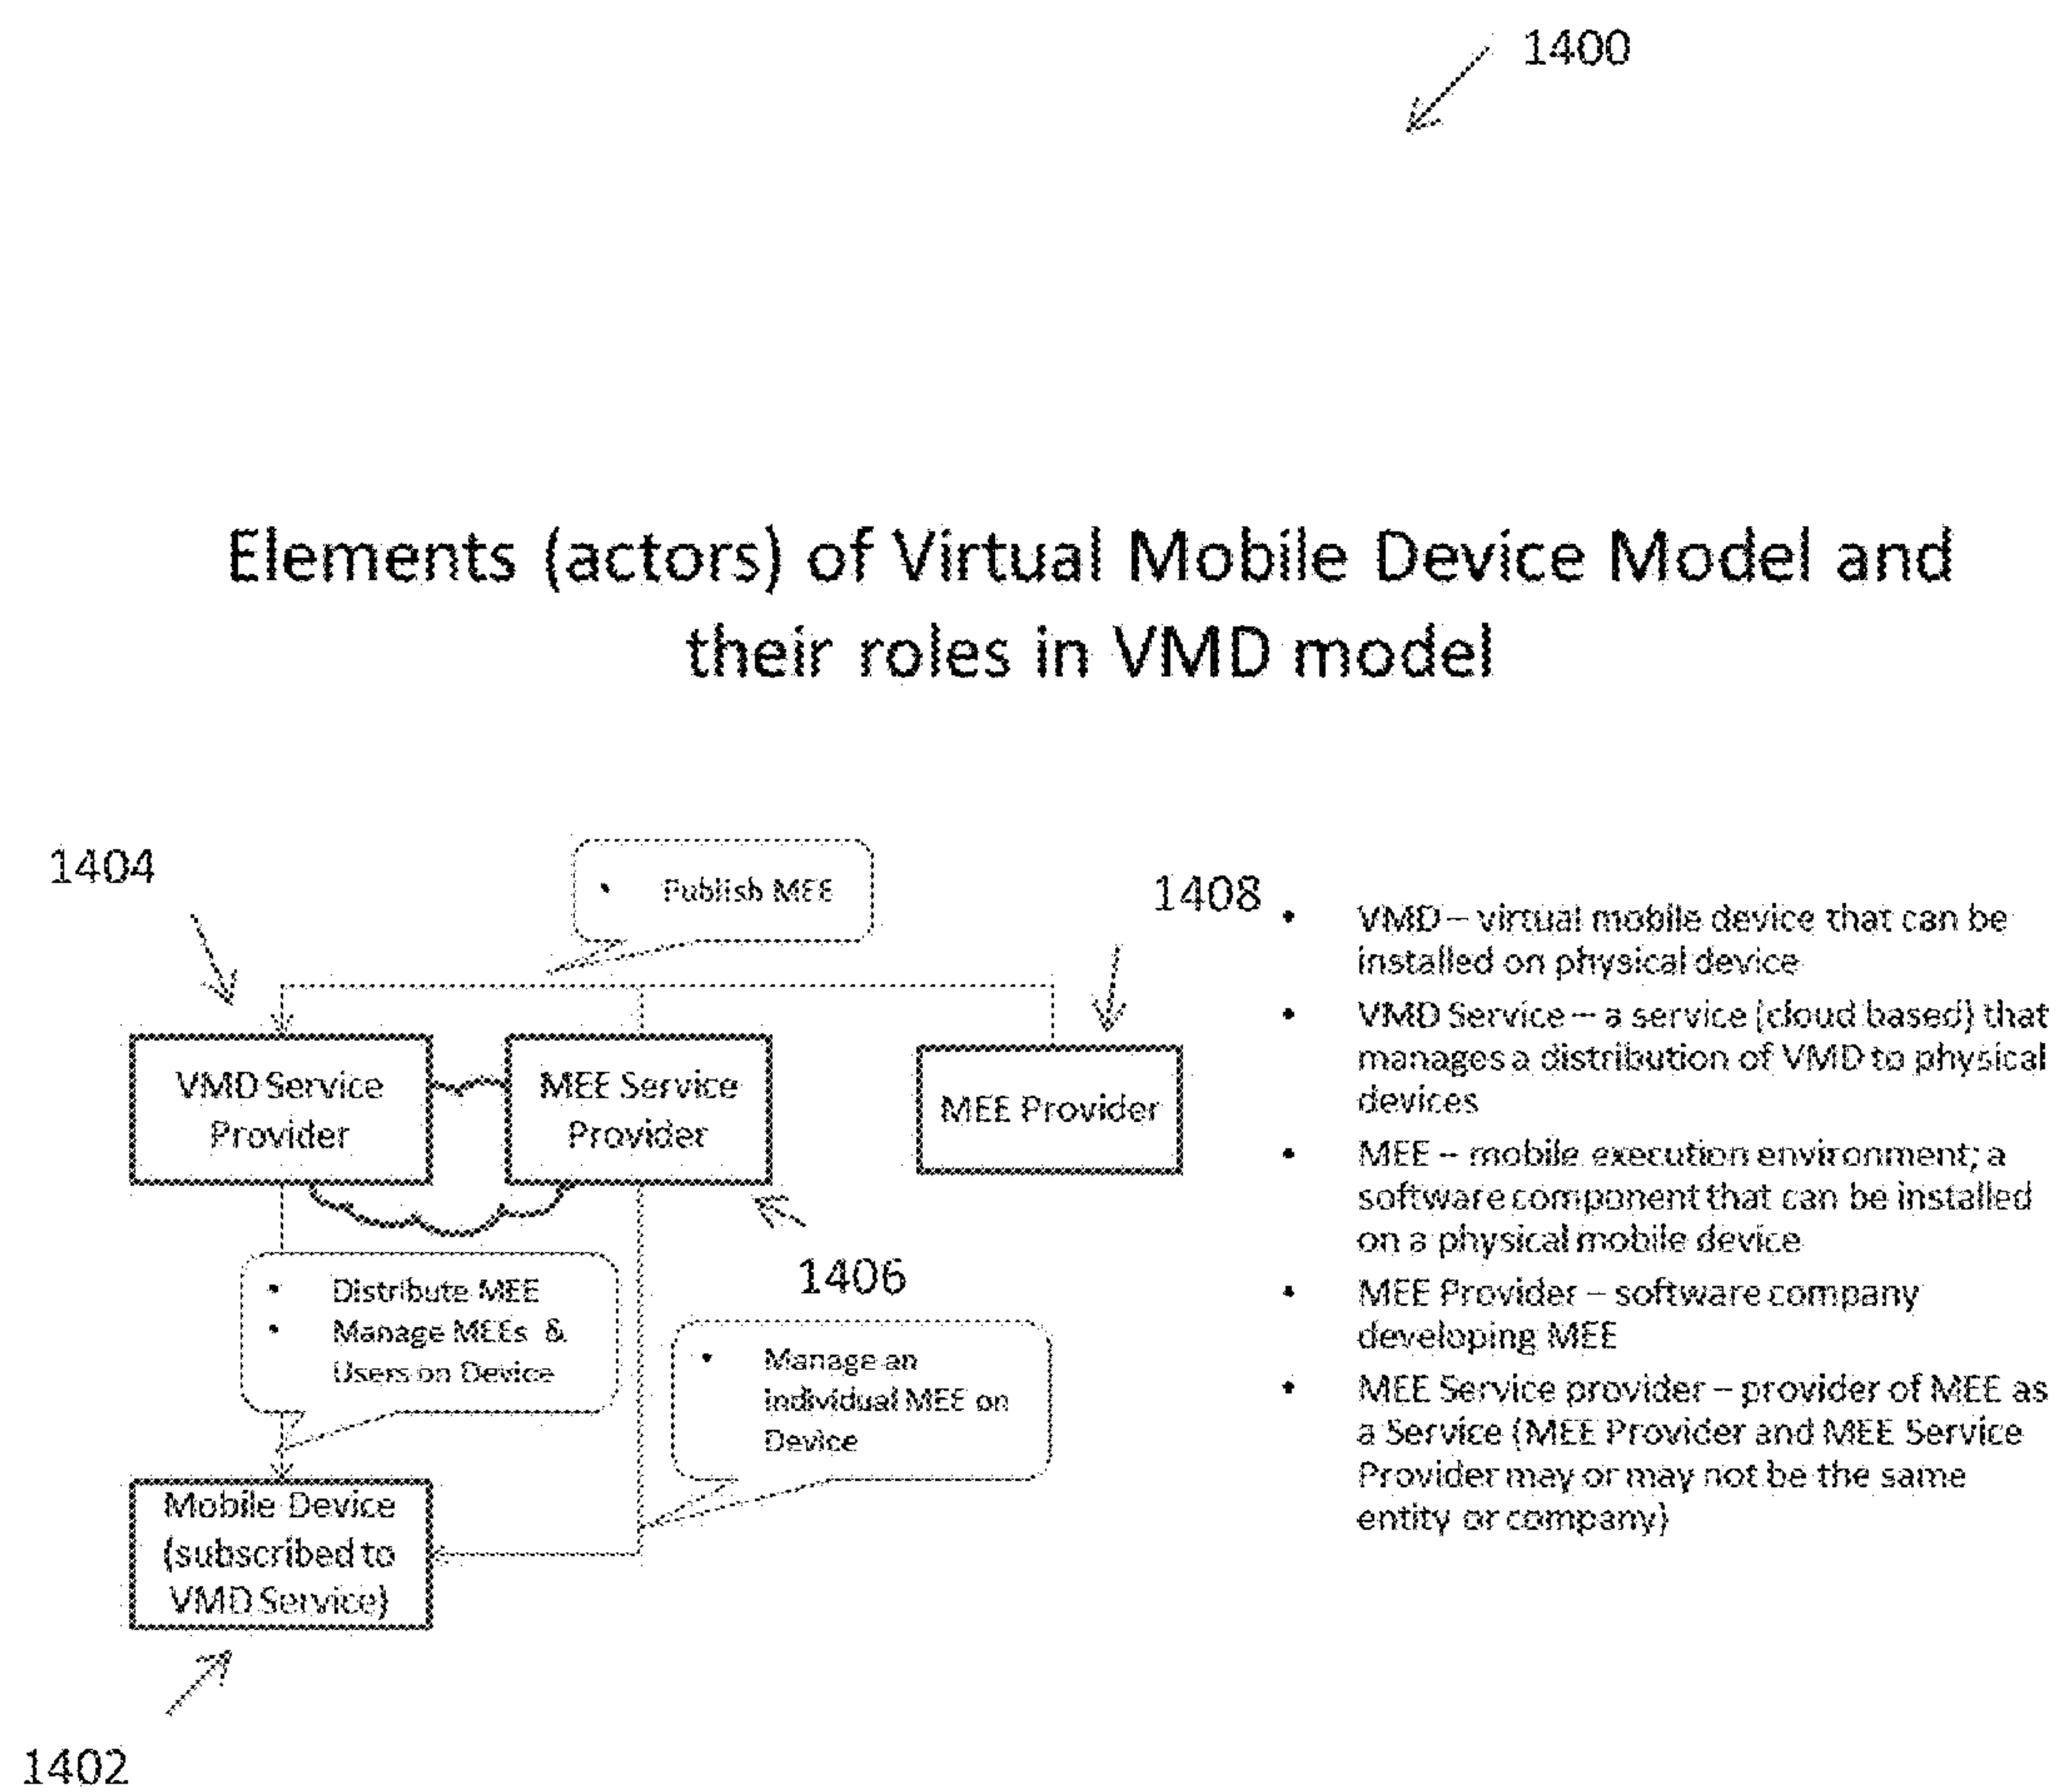 1400
Elements (actors) of Virtual Mobile Device Model and
their roles in VMD model
1404
• Publish MEE
1408
VMD Service
Provider
MEE Service
Provider
MEE Provider
1406
• Distribute MEE
• Manage MEEs &
Users on Device
• Manage an
individual MEE on
Device
Mobile Device
(subscribed to
VMD Service)
1402
• VMD – virtual mobile device that can be
installed on physical device
• VMD Service – a service (cloud based) that
manages a distribution of VMD to physical
devices
• MEE – mobile execution environment; a
software component that can be installed
on a physical mobile device
• MEE Provider – software company
developing MEE
• MEE Service provider – provider of MEE as
a Service (MEE Provider and MEE Service
Provider may or may not be the same
entity or company)